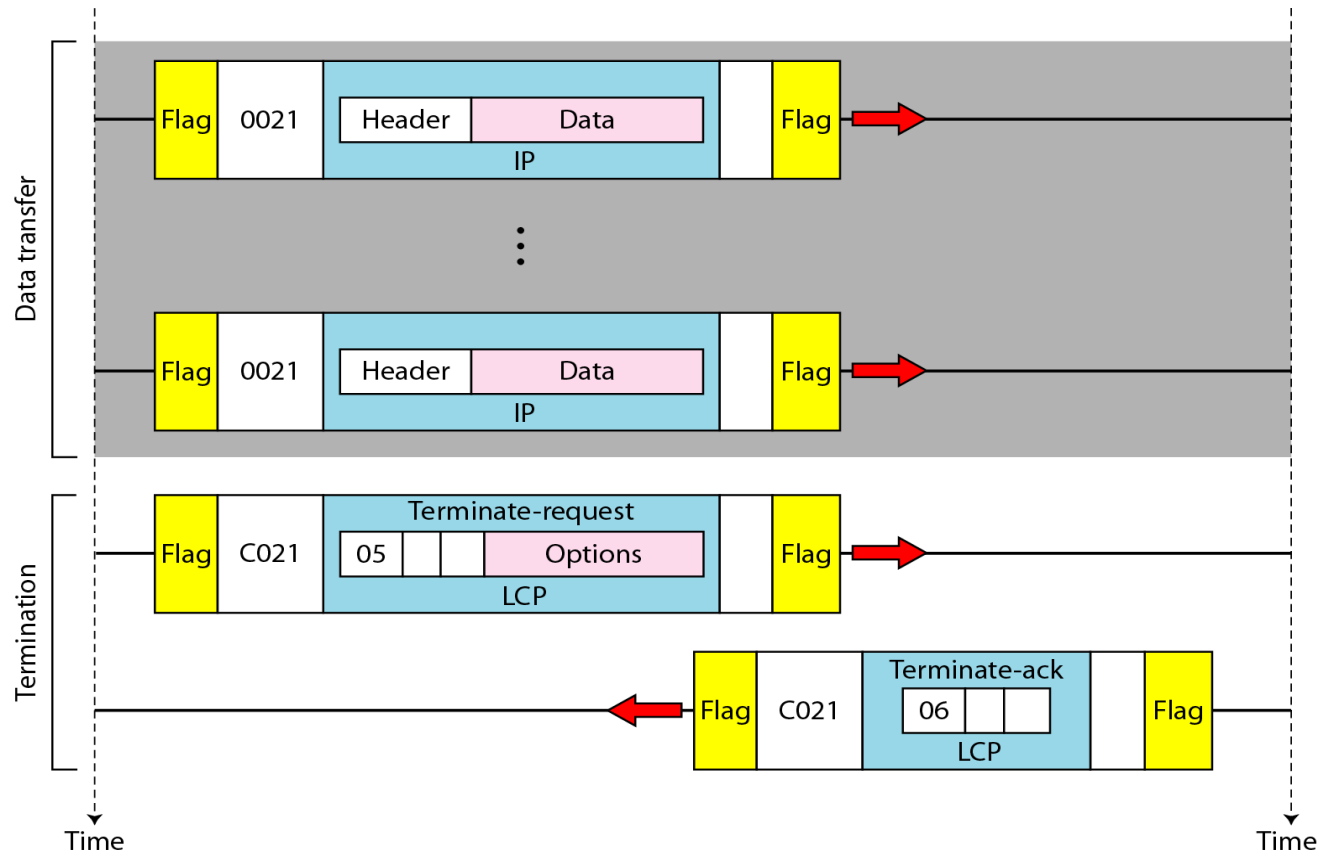 Data transfer
Flag 0021 Header Data Flag
IP
Flag 0021 Header Data Flag
IP
Termination
Terminate-request
Flag C021 05 Options Flag
LCP
Terminate-ack
Flag C021 06 Flag
LCP
Time Time